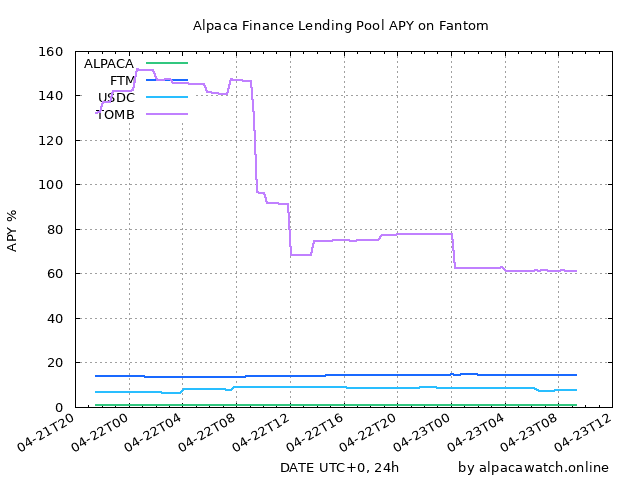 Alpaca Finance Lending Pool APY on Fantom
160
140
120
100
80
60
40
20
0
APY %
ALPACA
FTM
USDC
TOMB
04-21T20
04-22T00
04-22T04
04-22T08
04-22T12
04-22T16
04-22T20
04-23T00
04-23T04
04-23T08
04-23T12
DATE UTC+0, 24h
by alpacawatch.online